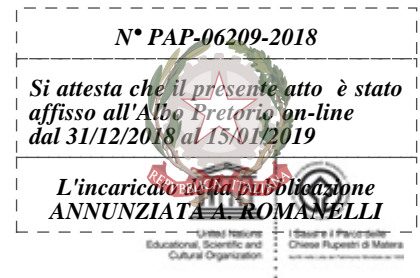 N° PAP-06209-2018
Si attesta che il presente atto è stato
affisso all'Albo Pretorio on-line
dal 31/12/2018 al 15/01/2019
L'incaricato della pubblicazione
ANNUNZIATA A. ROMANELLI
REPUBBLICA ITALIANA
United Nations
Educational, Scientific and
Cultural Organization
I Sassi e il Parco delle
Chiese Rupestri di Matera